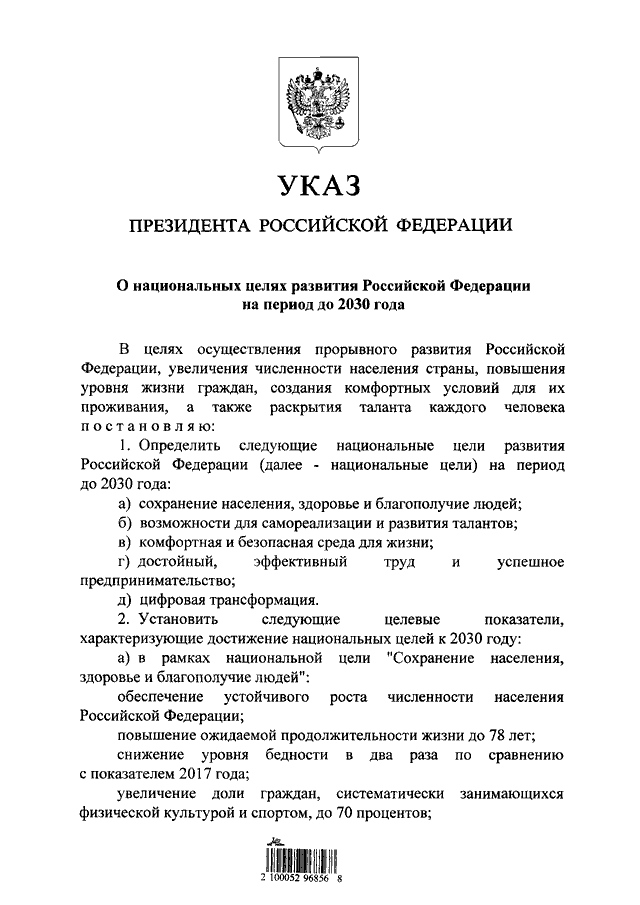 УКАЗ
ПРЕЗИДЕНТА РОССИЙСКОЙ ФЕДЕРАЦИИ
О национальных целях развития Российской Федерации
на период до 2030 года
В целях осуществления прорывного развития Российской
Федерации, увеличения численности населения страны, повышения
уровня жизни граждан, создания комфортных условий для их
проживания, а также раскрытия таланта каждого человека
п о с т а н о в л я ю:
1. Определить следующие национальные цели развития
Российской Федерации (далее - национальные цели) на период
до 2030 года:
а) сохранение населения, здоровье и благополучие людей;
б) возможности для самореализации и развития талантов;
в) комфортная и безопасная среда для жизни;
г) достойный, эффективный труд и успешное
предпринимательство;
д) цифровая трансформация.
2. Установить следующие целевые показатели,
характеризующие достижение национальных целей к 2030 году:
а) в рамках национальной цели "Сохранение населения,
здоровье и благополучие людей":
обеспечение устойчивого роста численности населения
Российской Федерации;
повышение ожидаемой продолжительности жизни до 78 лет;
снижение уровня бедности в два раза по сравнению
с показателем 2017 года;
увеличение доли граждан, систематически занимающихся
физической культурой и спортом, до 70 процентов;
2 100052 96856 8